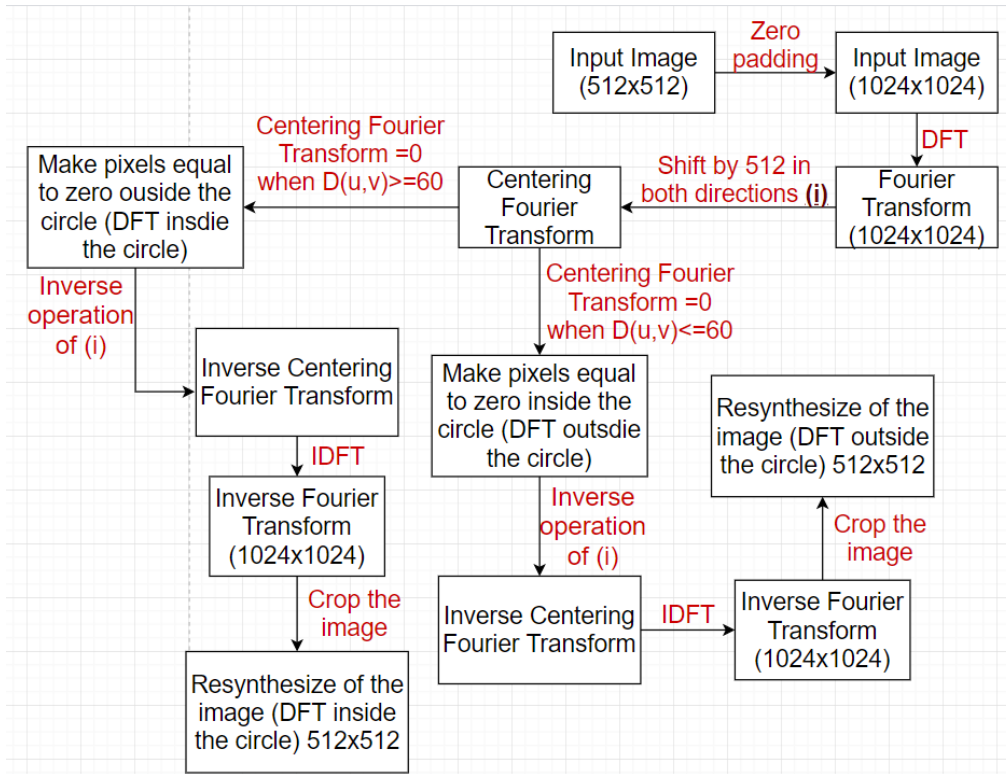 Input Image
(512x512)
Zero
padding
Input Image
(1024x1024)
DFT
Fourier
Transform
(1024x1024)
Shift by 512 in
both directions (i)
Centering
Fourier
Transform
Centering Fourier
Transform =0
when D(u,v)>=60
Make pixels equal
to zero ouside the
circle (DFT insdie
the circle)
Inverse
operation
of (i)
Inverse Centering
Fourier Transform
IDFT
Inverse Fourier
Transform
(1024x1024)
Crop the
image
Resynthesize of the
image (DFT inside
the circle) 512x512
Centering Fourier
Transform =0
when D(u,v)<=60
Make pixels equal
to zero inside the
circle (DFT outsdie
the circle)
Inverse
operation
of (i)
Inverse Centering
Fourier Transform
IDFT
Inverse Fourier
Transform
(1024x1024)
Crop the
image
Resynthesize of the
image (DFT outside
the circle) 512x512